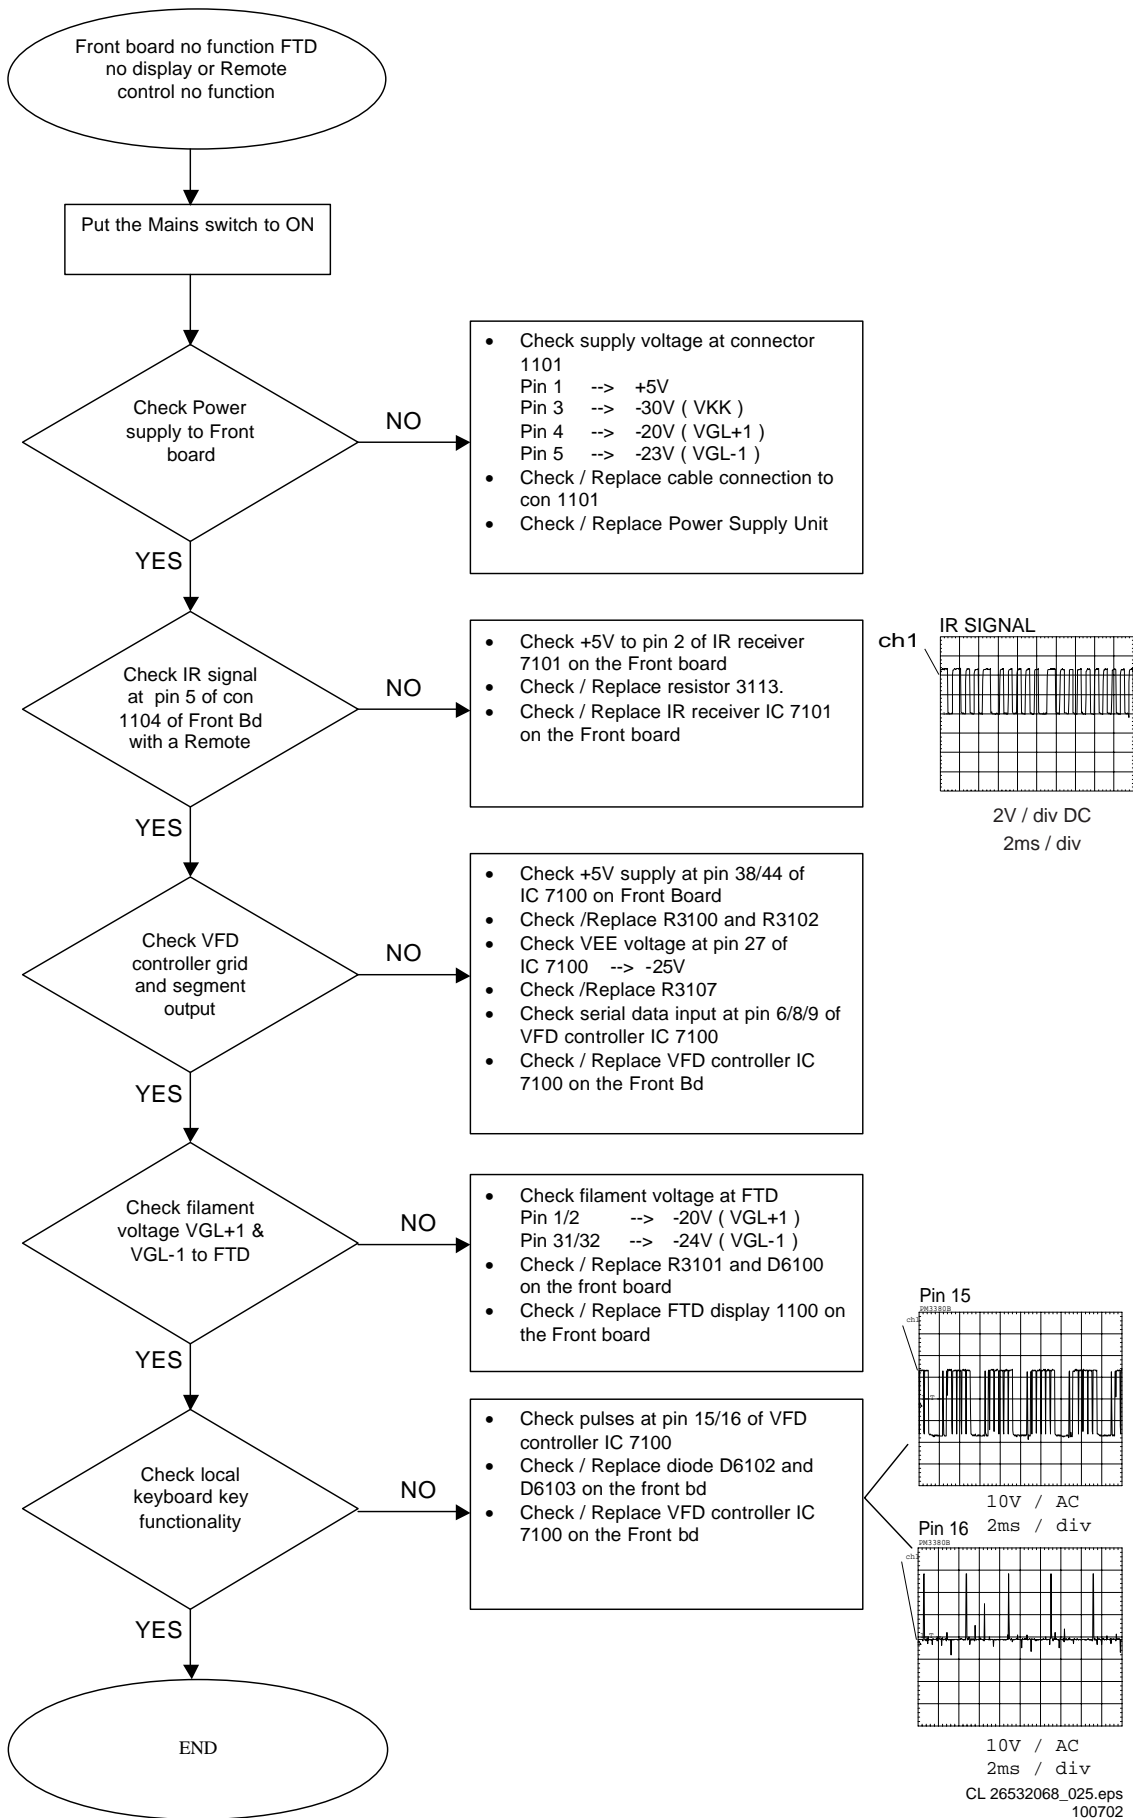 Front board no function FTD
no display or Remote
control no function
Put the Mains switch to ON
Check Power
supply to Front
board
NO
• Check supply voltage at connector
1101
Pin 1 --> +5V
Pin 3 --> -30V ( VKK )
Pin 4 --> -20V ( VGL+1 )
Pin 5 --> -23V ( VGL-1 )
• Check / Replace cable connection to
con 1101
• Check / Replace Power Supply Unit
YES
Check IR signal
at pin 5 of con
1104 of Front Bd
with a Remote
NO
• Check +5V to pin 2 of IR receiver
7101 on the Front board
• Check / Replace resistor 3113.
• Check / Replace IR receiver IC 7101
on the Front board
IR SIGNAL
ch1
2V / div DC
2ms / div
YES
Check VFD
controller grid
and segment
output
NO
• Check +5V supply at pin 38/44 of
IC 7100 on Front Board
• Check /Replace R3100 and R3102
• Check VEE voltage at pin 27 of
IC 7100 --> -25V
• Check /Replace R3107
• Check serial data input at pin 6/8/9 of
VFD controller IC 7100
• Check / Replace VFD controller IC
7100 on the Front Bd
YES
Check filament
voltage VGL+1 &
VGL-1 to FTD
NO
• Check filament voltage at FTD
Pin 1/2 --> -20V ( VGL+1 )
Pin 31/32 --> -24V ( VGL-1 )
• Check / Replace R3101 and D6100
on the front board
• Check / Replace FTD display 1100 on
the Front board
YES
Check local
keyboard key
functionality
NO
• Check pulses at pin 15/16 of VFD
controller IC 7100
• Check / Replace diode D6102 and
D6103 on the front bd
• Check / Replace VFD controller IC
7100 on the Front bd
Pin 15
PM3380B
ch1
10V / AC
2ms / div
Pin 16
PM3380B
ch1
10V / AC
2ms / div
YES
END
CL 26532068_025.eps
100702